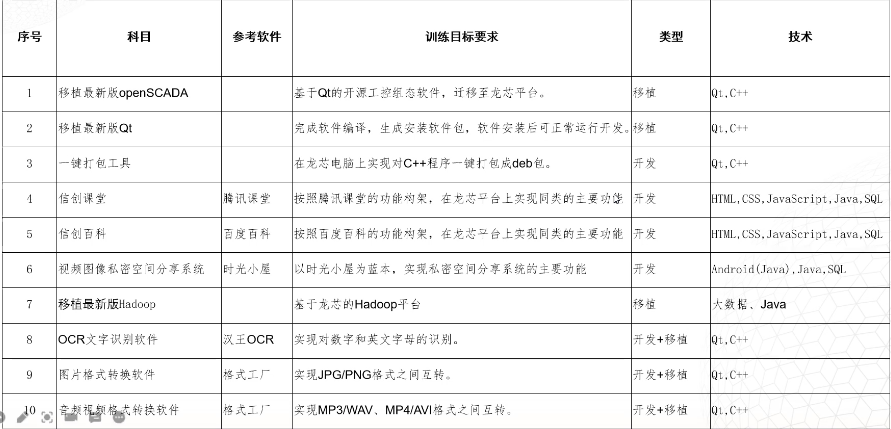 序号 科目 参考软件 训练目标要求 类型 技术
1 移植最新版openSCADA 基于Qt的开源工控组态软件，迁移至龙芯平台。 移植 Qt,C++
2 移植最新版Qt 完成软件编译，生成安装软件包，软件安装后可正常运行开发。 移植 Qt,C++
3 一键打包工具 在龙芯电脑上实现对C++程序一键打包成deb包。 开发 Qt,C++
4 信创课堂 腾讯课堂 按照腾讯课堂的功能构架，在龙芯平台上实现同类的主要功能 开发 HTML,CSS,JavaScript,Java,SQL
5 信创百科 百度百科 按照百度百科的功能构架，在龙芯平台上实现同类的主要功能 开发 HTML,CSS,JavaScript,Java,SQL
6 视频图像私密空间分享系统 时光小屋 以时光小屋为蓝本，实现私密空间分享系统的主要功能 开发 Android(Java),Java,SQL
7 移植最新版Hadoop 基于龙芯的Hadoop平台 移植 大数据、Java
8 OCR文字识别软件 汉王OCR 实现对数字和英文字母的识别。 开发+移植 Qt,C++
9 图片格式转换软件 格式工厂 实现JPG/PNG格式之间互转。 开发+移植 Qt,C++
10 音频视频格式转换软件 格式工厂 实现MP3/WAV、MP4/AVI格式之间互转。 开发+移植 Qt,C++